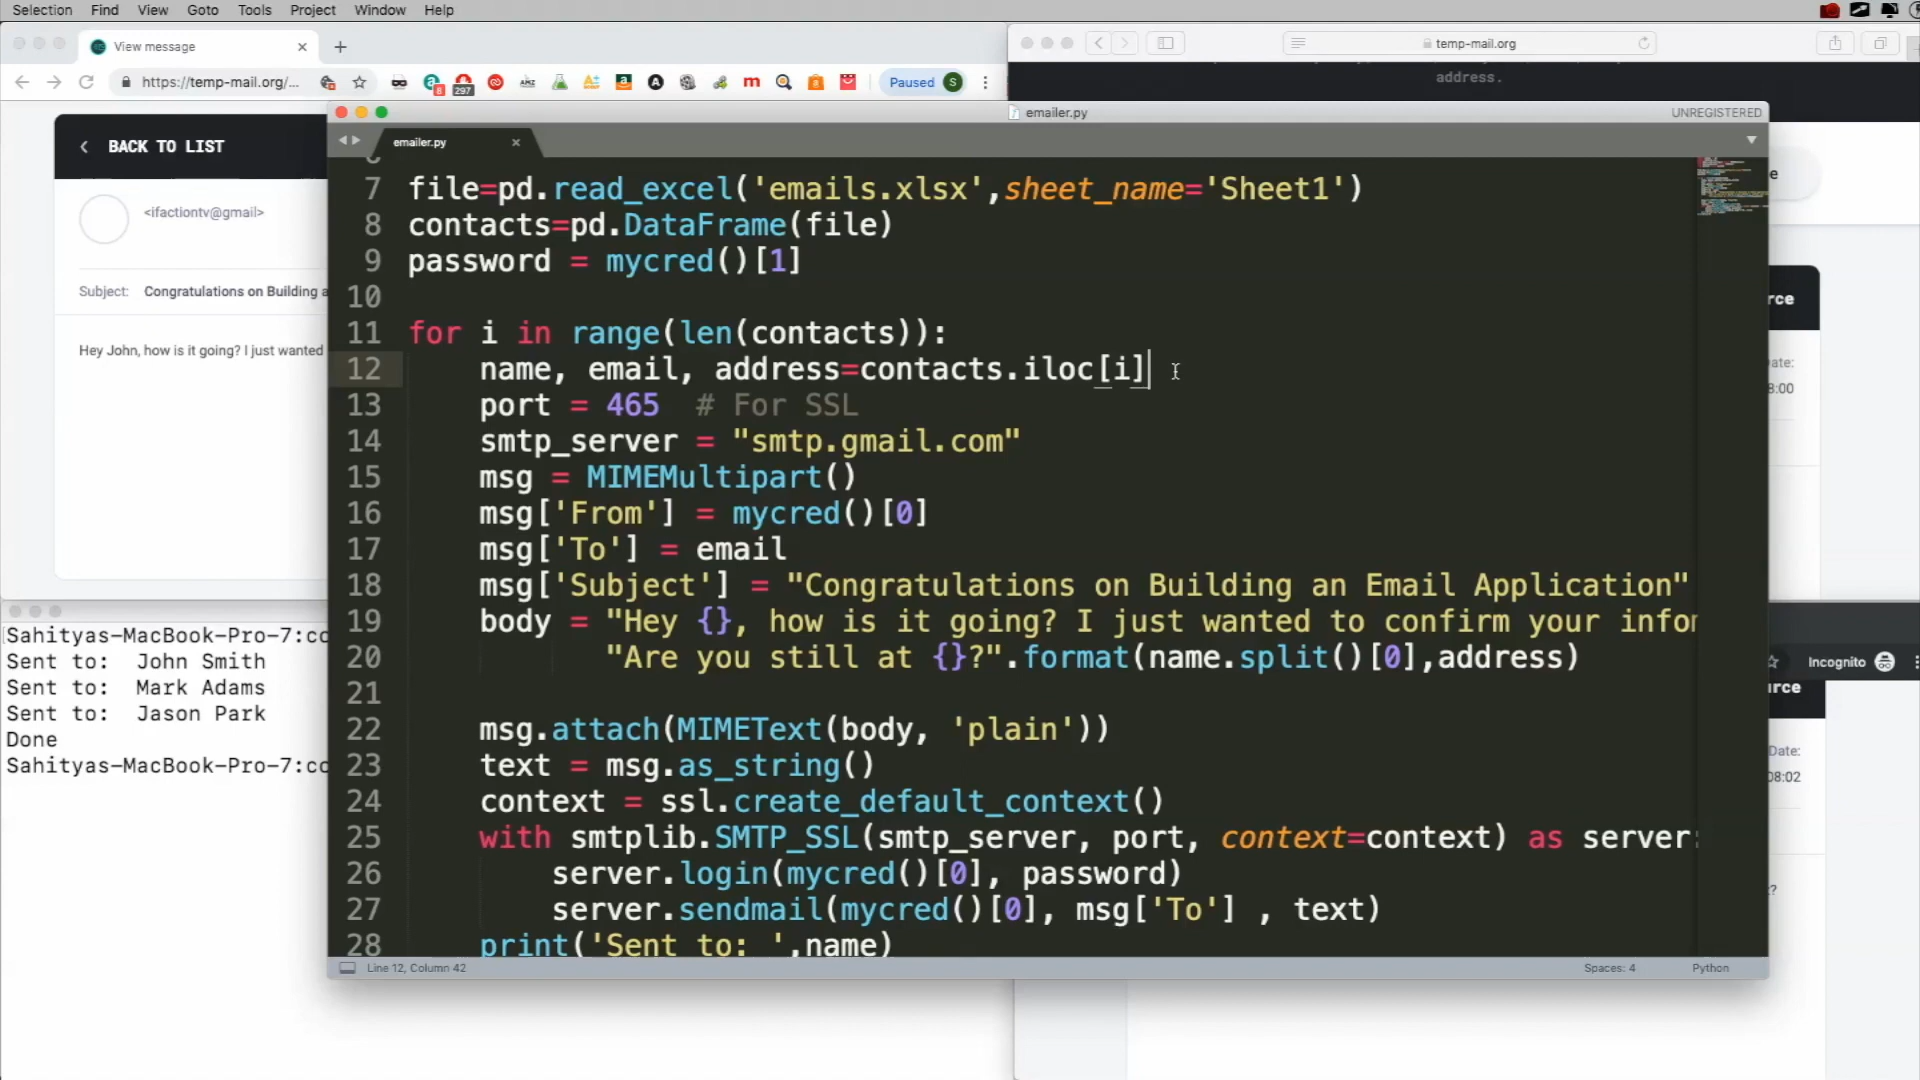 Selection Find View Goto Tools Project Window Help
View message
temp-mail.org
https://temp-mail.org/...
8
297
Paused S
address.
emailer.py
UNREGISTERED
BACK TO LIST
emailer.py
<ifactiontv@gmail>
Subject: Congratulations on Building a
Hey John, how is it going? I just wanted
7 file=pd.read_excel('emails.xlsx',sheet_name='Sheet1')
8 contacts=pd.DataFrame(file)
9 password = mycred()[1]
10
11 for i in range(len(contacts)):
12 name, email, address=contacts.iloc[i]
13 port = 465 # For SSL
14 smtp_server = "smtp.gmail.com"
15 msg = MIMEMultipart()
16 msg['From'] = mycred()[0]
17 msg['To'] = email
18 msg['Subject'] = "Congratulations on Building an Email Application"
19 body = "Hey {}, how is it going? I just wanted to confirm your infor
20 "Are you still at {}?".format(name.split()[0],address)
21
22 msg.attach(MIMEText(body, 'plain'))
23 text = msg.as_string()
24 context = ssl.create_default_context()
25 with smtplib.SMTP_SSL(smtp_server, port, context=context) as server:
26 server.login(mycred()[0], password)
27 server.sendmail(mycred()[0], msg['To'] , text)
28 print('Sent to: ',name)
Line 12, Column 42
Spaces: 4
Python
Sahityas-MacBook-Pro-7:co
Sent to: John Smith
Sent to: Mark Adams
Sent to: Jason Park
Done
Sahityas-MacBook-Pro-7:co
e
rce
8:00
Incognito
urce
Date:
08:02
?